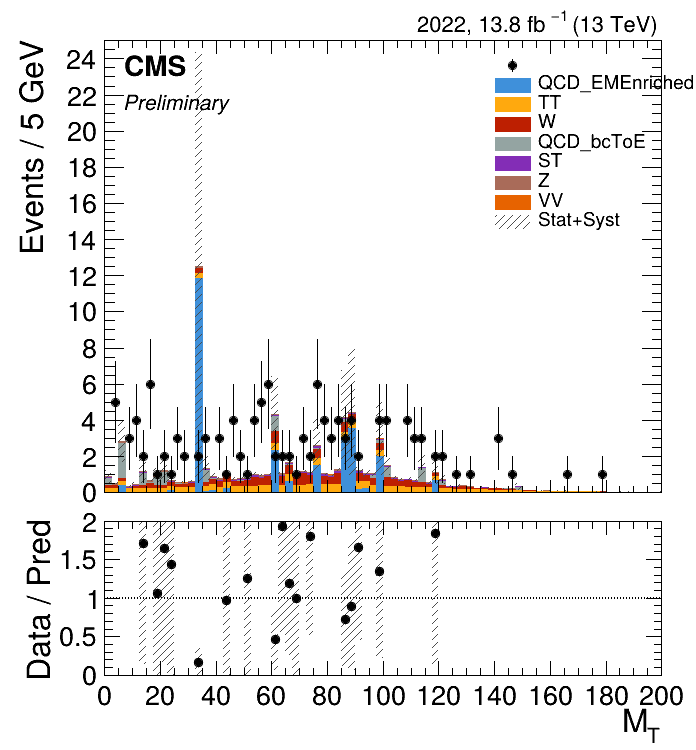 2022, 13.8 fb⁻¹ (13 TeV)
Events / 5 GeV
24
22
20
18
16
14
12
10
8
6
4
2
0
CMS
Preliminary
QCD_EMEnriched
TT
W
QCD_bcToE
ST
Z
VV
Stat+Syst
Data / Pred
2
1.5
1
0.5
0
0 20 40 60 80 100 120 140 160 180 200
M_T